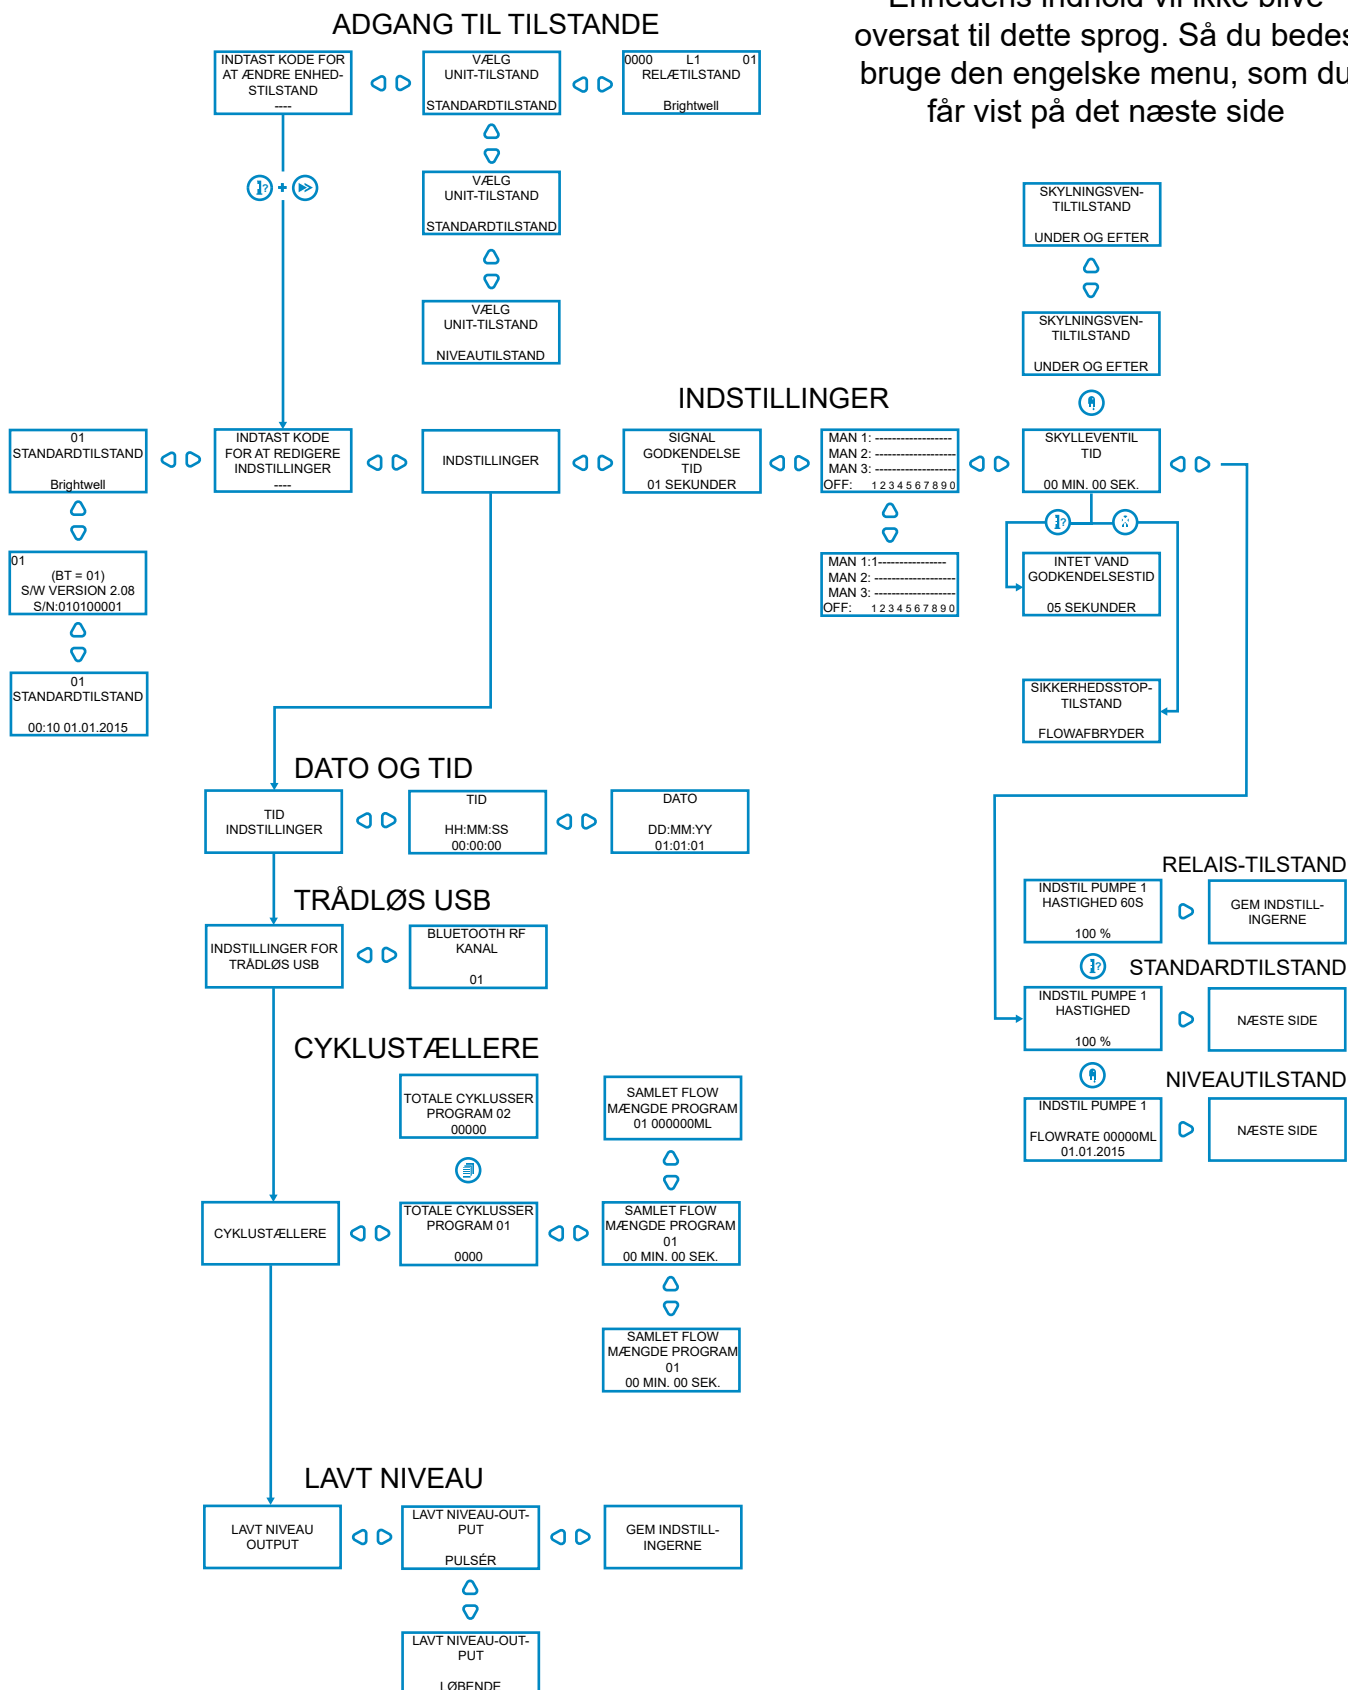 Enhedens indhold vil ikke blive
oversat til dette sprog. Så du bedes
bruge den engelske menu, som du
får vist på det næste side
ADGANG TIL TILSTANDE
INDTAST KODE FOR
AT ÆNDRE ENHED-
STILSTAND
----
VÆLG
UNIT-TILSTAND
STANDARDTILSTAND
0000 L1 01
RELÆTILSTAND
Brightwell
VÆLG
UNIT-TILSTAND
STANDARDTILSTAND
VÆLG
UNIT-TILSTAND
NIVEAUTILSTAND
SKYLNINGSVEN-
TILTILSTAND
UNDER OG EFTER
SKYLNINGSVEN-
TILTILSTAND
UNDER OG EFTER
INDSTILLINGER
01
STANDARDTILSTAND
Brightwell
INDTAST KODE
FOR AT REDIGERE
INDSTILLINGER
----
INDSTILLINGER
SIGNAL
GODKENDELSE
TID
01 SEKUNDER
MAN 1: ------------------
MAN 2: -------------------
MAN 3: -------------------
OFF: 1 2 3 4 5 6 7 8 9 0
SKYLLEVENTIL
TID
00 MIN. 00 SEK.
01
(BT = 01)
S/W VERSION 2.08
S/N:010100001
MAN 1:1----------------
MAN 2: -------------------
MAN 3: -------------------
OFF: 1 2 3 4 5 6 7 8 9 0
INTET VAND
GODKENDELSESTID
05 SEKUNDER
01
STANDARDTILSTAND
00:10 01.01.2015
SIKKERHEDSSTOP-
TILSTAND
FLOWAFBRYDER
DATO OG TID
TID
INDSTILLINGER
TID
HH:MM:SS
00:00:00
DATO
DD:MM:YY
01:01:01
TRÅDLØS USB
INDSTILLINGER FOR
TRÅDLØS USB
BLUETOOTH RF
KANAL
01
RELAIS-TILSTAND
INDSTIL PUMPE 1
HASTIGHED 60S
100 %
GEM INDSTILL-
INGERNE
STANDARDTILSTAND
INDSTIL PUMPE 1
HASTIGHED
100 %
NÆSTE SIDE
NIVEAUTILSTAND
INDSTIL PUMPE 1
FLOWRATE 00000ML
01.01.2015
NÆSTE SIDE
CYKLUSTÆLLERE
TOTALE CYKLUSSER
PROGRAM 02
00000
SAMLET FLOW
MÆNGDE PROGRAM
01 000000ML
CYKLUSTÆLLERE
TOTALE CYKLUSSER
PROGRAM 01
0000
SAMLET FLOW
MÆNGDE PROGRAM
01
00 MIN. 00 SEK.
SAMLET FLOW
MÆNGDE PROGRAM
01
00 MIN. 00 SEK.
LAVT NIVEAU
LAVT NIVEAU
OUTPUT
LAVT NIVEAU-OUT-
PUT
PULSÉR
GEM INDSTILL-
INGERNE
LAVT NIVEAU-OUT-
PUT
LØBENDE